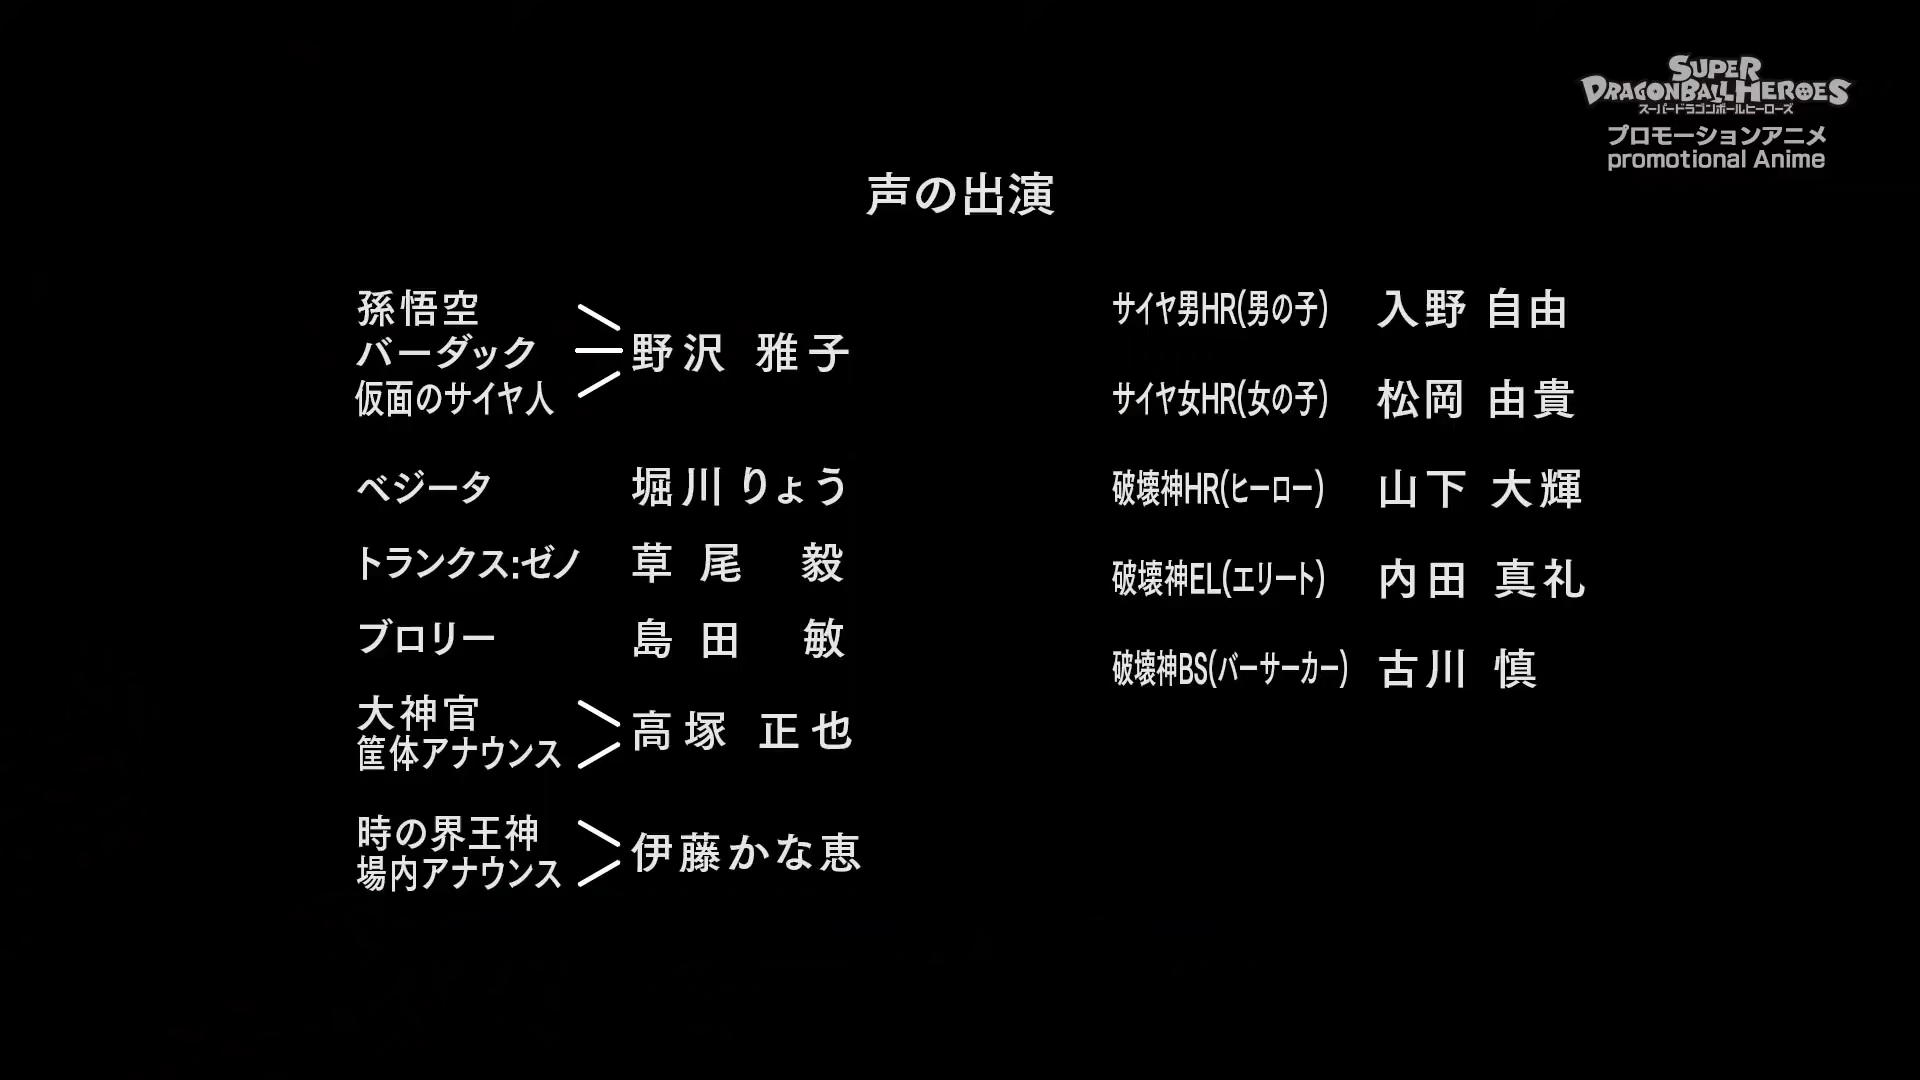 SUPER
DRAGONBALL HEROES
スーパードラゴンボールヒーローズ
プロモーションアニメ
promotional Anime
声の出演
孫悟空
バーダック
仮面のサイヤ人
野沢 雅子
ベジータ 堀川りょう
トランクス:ゼノ 草尾 毅
ブロリー 島田 敏
大神官
筐体アナウンス
高塚 正也
時の界王神
場内アナウンス
伊藤かな恵
サイヤ男HR(男の子) 入野 自由
サイヤ女HR(女の子) 松岡 由貴
破壊神HR(ヒーロー) 山下 大輝
破壊神EL(エリート) 内田 真礼
破壊神BS(バーサーカー) 古川 慎